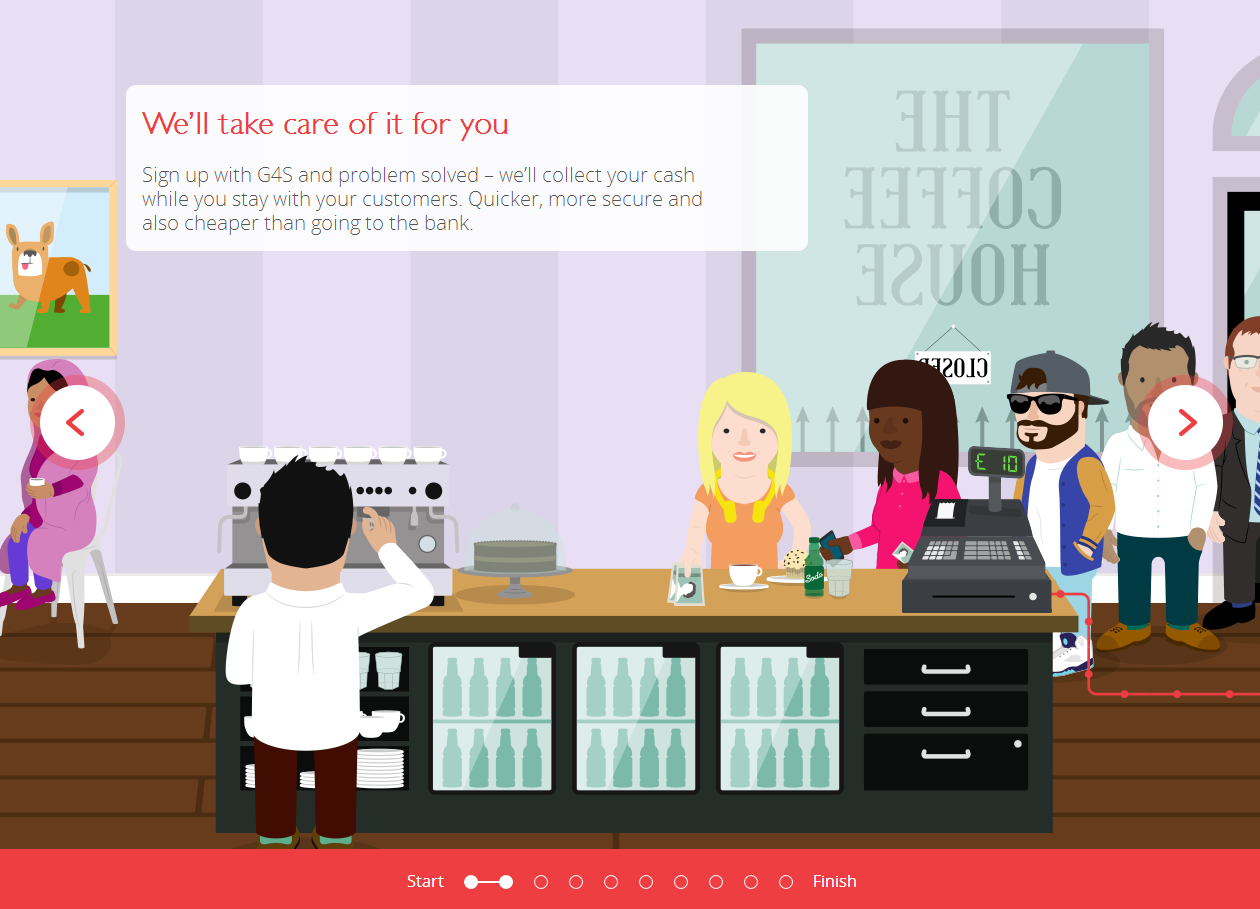 We'll take care of it for you
Sign up with G4S and problem solved – we'll collect your cash
while you stay with your customers. Quicker, more secure and
also cheaper than going to the bank.
THE
COFFEE
HOUSE
CLOSED
£ 10
Soda
Start
Finish